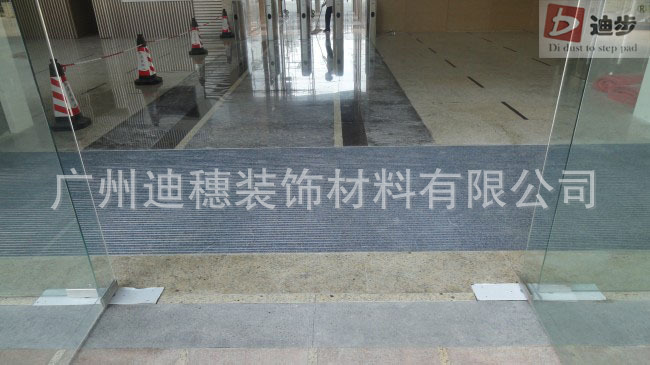 迪步
®
Di dust to step pad
广州迪穗装饰材料有限公司